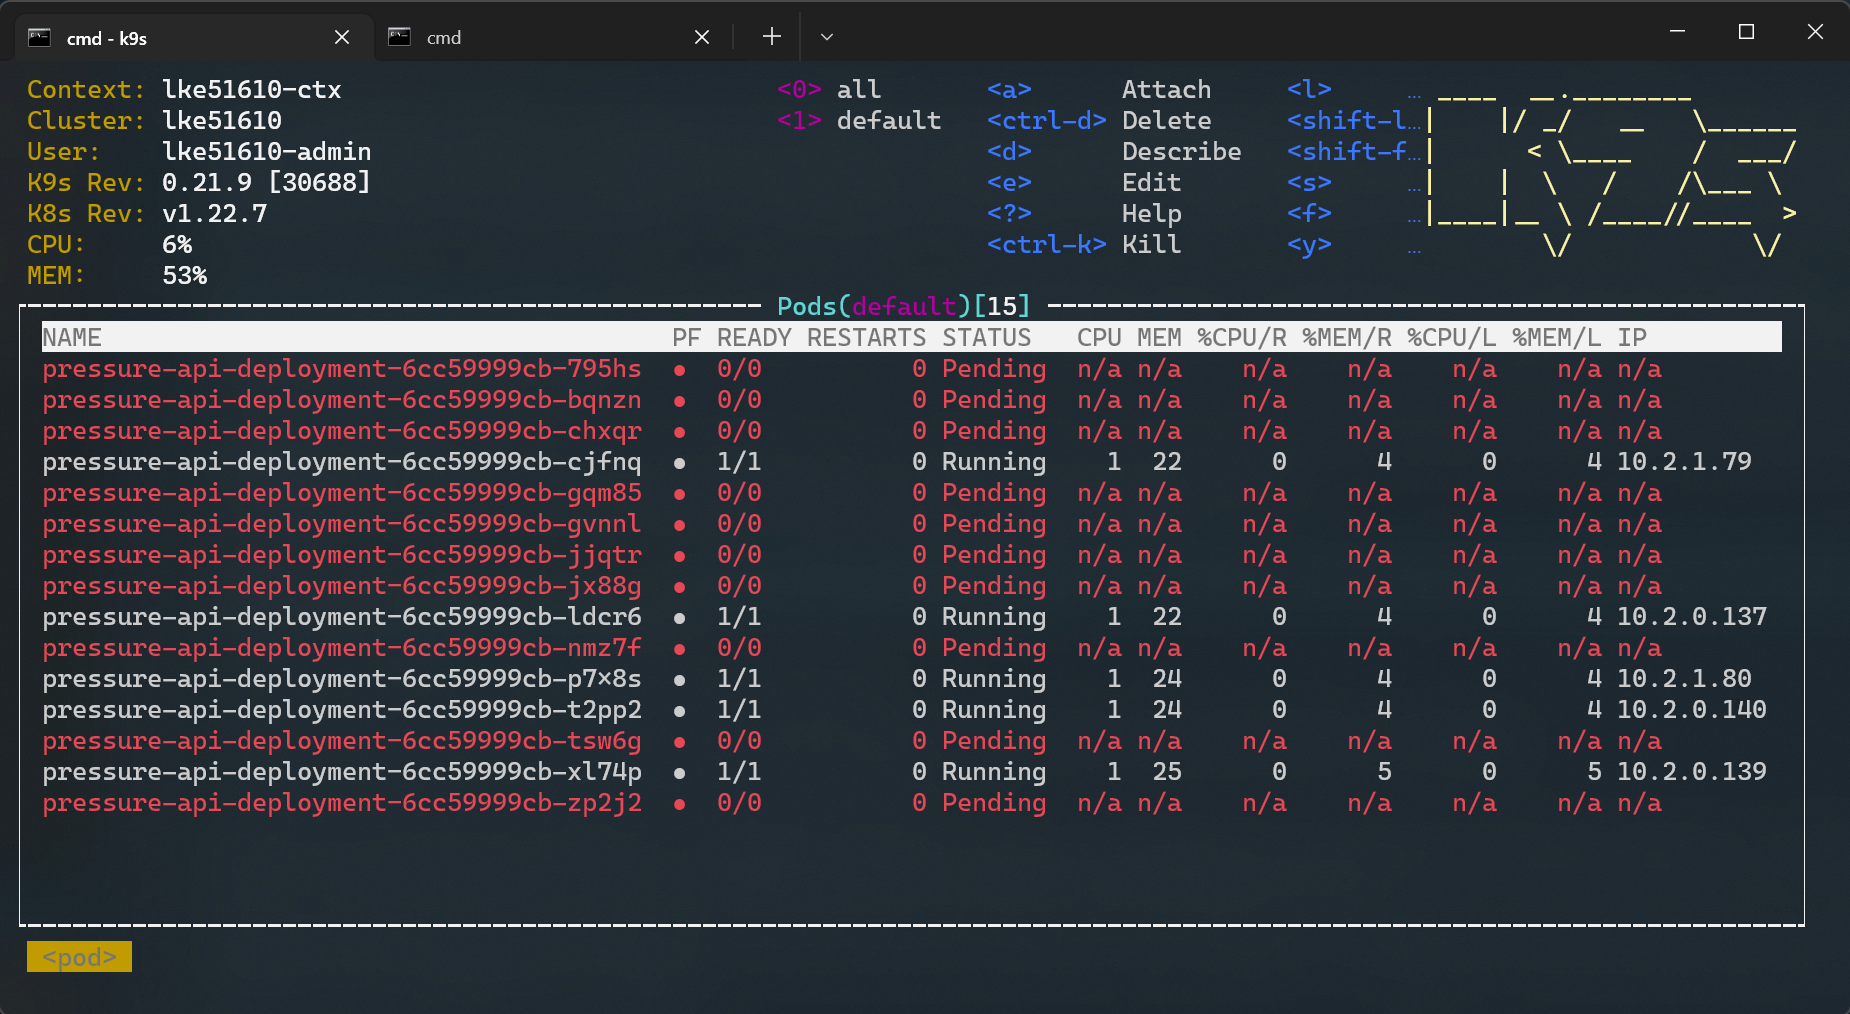 cmd - k9s
cmd
Context: lke51610-ctx <0> all <a> Attach <l> …
Cluster: lke51610 <1> default <ctrl-d> Delete <shift-l…
User: lke51610-admin <d> Describe <shift-f…
K9s Rev: 0.21.9 [30688] <e> Edit <s> …
K8s Rev: v1.22.7 <?> Help <f> …
CPU: 6% <ctrl-k> Kill <y> …
MEM: 53%
Pods(default)[15]
NAME PF READY RESTARTS STATUS CPU MEM %CPU/R %MEM/R %CPU/L %MEM/L IP
pressure-api-deployment-6cc59999cb-795hs ● 0/0 0 Pending n/a n/a n/a n/a n/a n/a n/a
pressure-api-deployment-6cc59999cb-bqnzn ● 0/0 0 Pending n/a n/a n/a n/a n/a n/a n/a
pressure-api-deployment-6cc59999cb-chxqr ● 0/0 0 Pending n/a n/a n/a n/a n/a n/a n/a
pressure-api-deployment-6cc59999cb-cjfnq ● 1/1 0 Running 1 22 0 4 0 4 10.2.1.79
pressure-api-deployment-6cc59999cb-gqm85 ● 0/0 0 Pending n/a n/a n/a n/a n/a n/a n/a
pressure-api-deployment-6cc59999cb-gvnnl ● 0/0 0 Pending n/a n/a n/a n/a n/a n/a n/a
pressure-api-deployment-6cc59999cb-jjqtr ● 0/0 0 Pending n/a n/a n/a n/a n/a n/a n/a
pressure-api-deployment-6cc59999cb-jx88g ● 0/0 0 Pending n/a n/a n/a n/a n/a n/a n/a
pressure-api-deployment-6cc59999cb-ldcr6 ● 1/1 0 Running 1 22 0 4 0 4 10.2.0.137
pressure-api-deployment-6cc59999cb-nmz7f ● 0/0 0 Pending n/a n/a n/a n/a n/a n/a n/a
pressure-api-deployment-6cc59999cb-p7x8s ● 1/1 0 Running 1 24 0 4 0 4 10.2.1.80
pressure-api-deployment-6cc59999cb-t2pp2 ● 1/1 0 Running 1 24 0 4 0 4 10.2.0.140
pressure-api-deployment-6cc59999cb-tsw6g ● 0/0 0 Pending n/a n/a n/a n/a n/a n/a n/a
pressure-api-deployment-6cc59999cb-xl74p ● 1/1 0 Running 1 25 0 5 0 5 10.2.0.139
pressure-api-deployment-6cc59999cb-zp2j2 ● 0/0 0 Pending n/a n/a n/a n/a n/a n/a n/a
<pod>